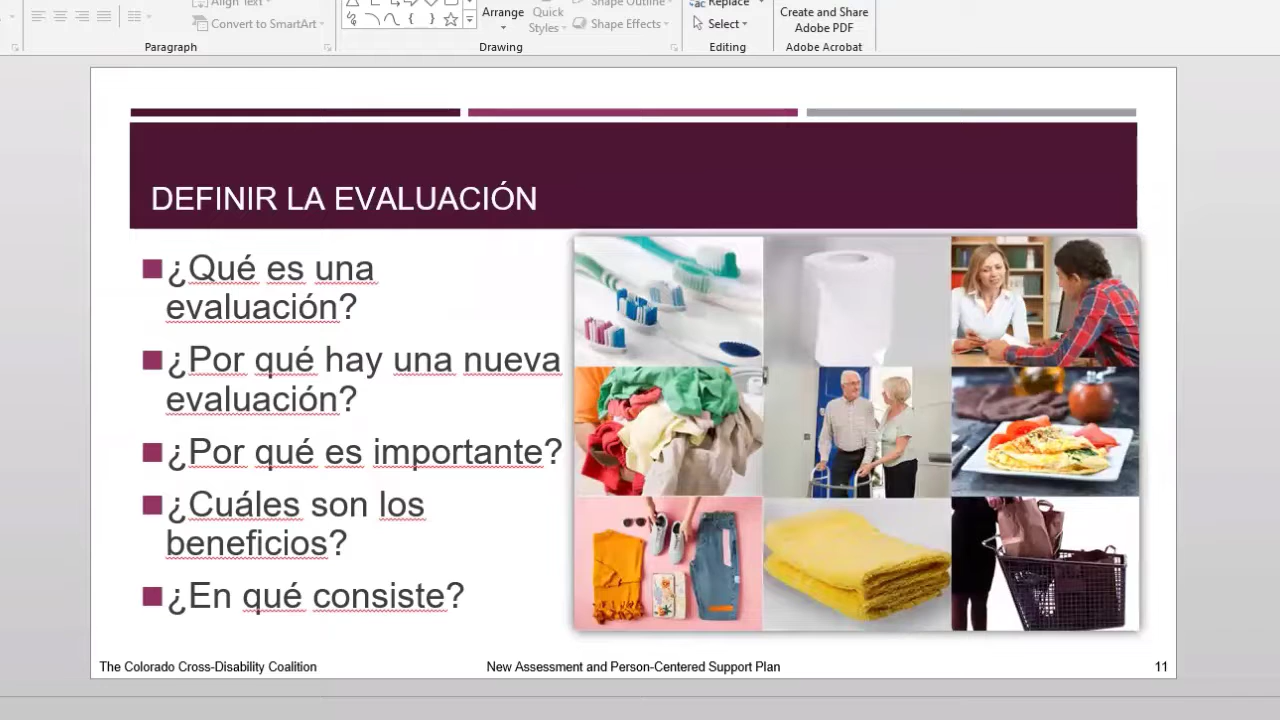 Align Text
Convert to SmartArt
Paragraph
Arrange
Quick
Styles
Shape Outline
Shape Effects
Drawing
Replace
Select
Editing
Create and Share
Adobe PDF
Adobe Acrobat
DEFINIR LA EVALUACIÓN
¿Qué es una
evaluación?
¿Por qué hay una nueva
evaluación?
¿Por qué es importante?
¿Cuáles son los
beneficios?
¿En qué consiste?
The Colorado Cross-Disability Coalition
New Assessment and Person-Centered Support Plan
11